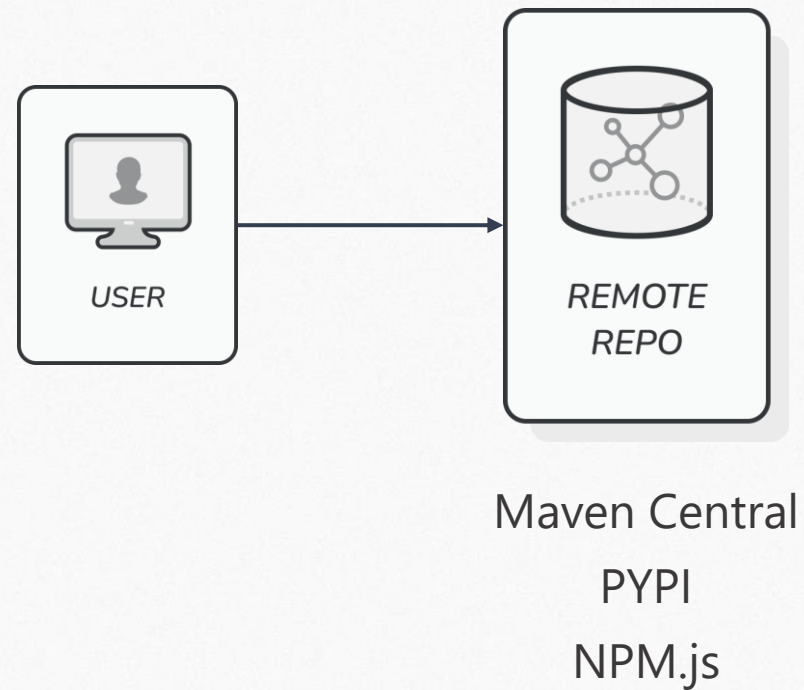 USER
REMOTE
REPO
Maven Central
PYPI
NPM.js